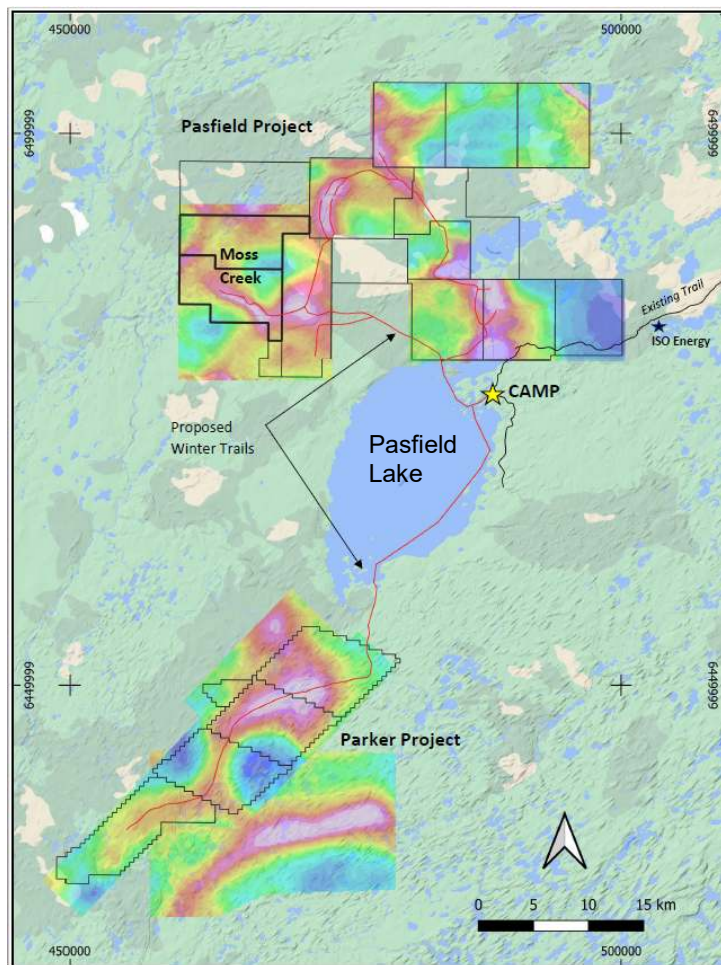 450000
500000
6499999
6499999
Pasfield Project
Moss
Creek
Existing Trail
ISO Energy
CAMP
Proposed
Winter Trails
Pasfield
Lake
6449999
6449999
Parker Project
0 5 10 15 km
450000
500000